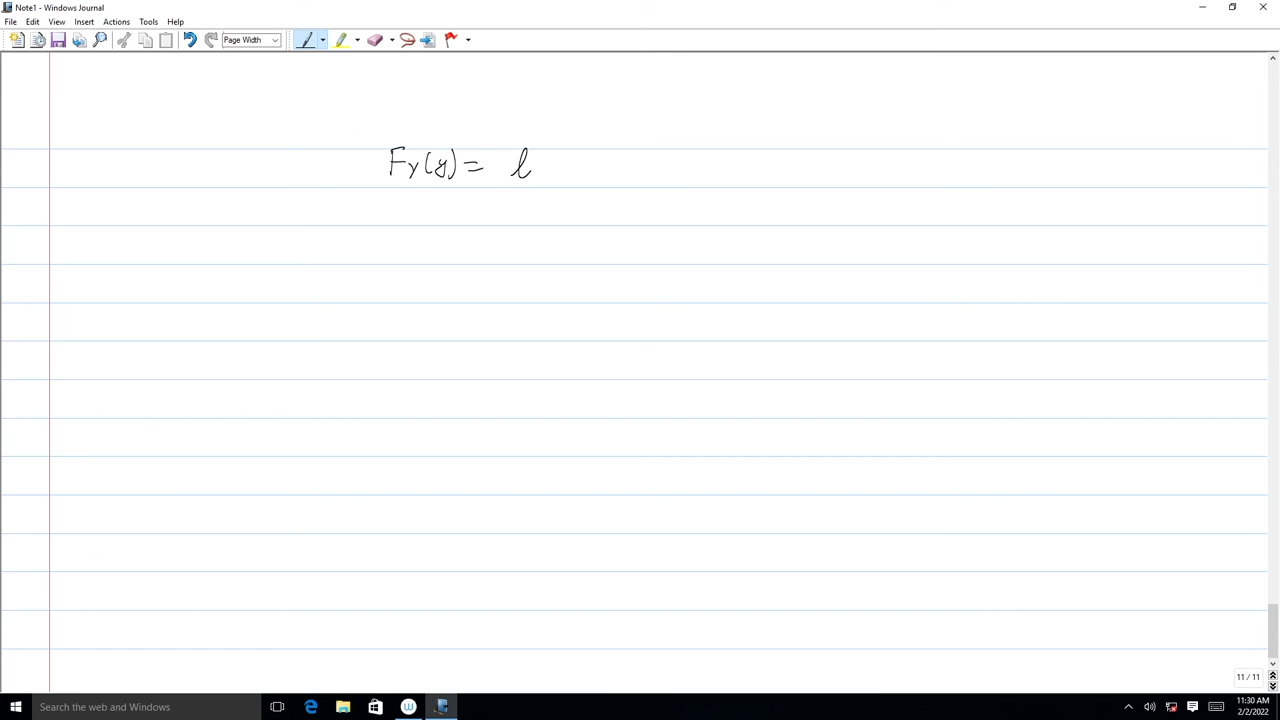 Note1 - Windows Journal
File Edit View Insert Actions Tools Help
Page Width
Fy(y) = l
11 / 11
Search the web and Windows
11:30 AM
2/2/2022